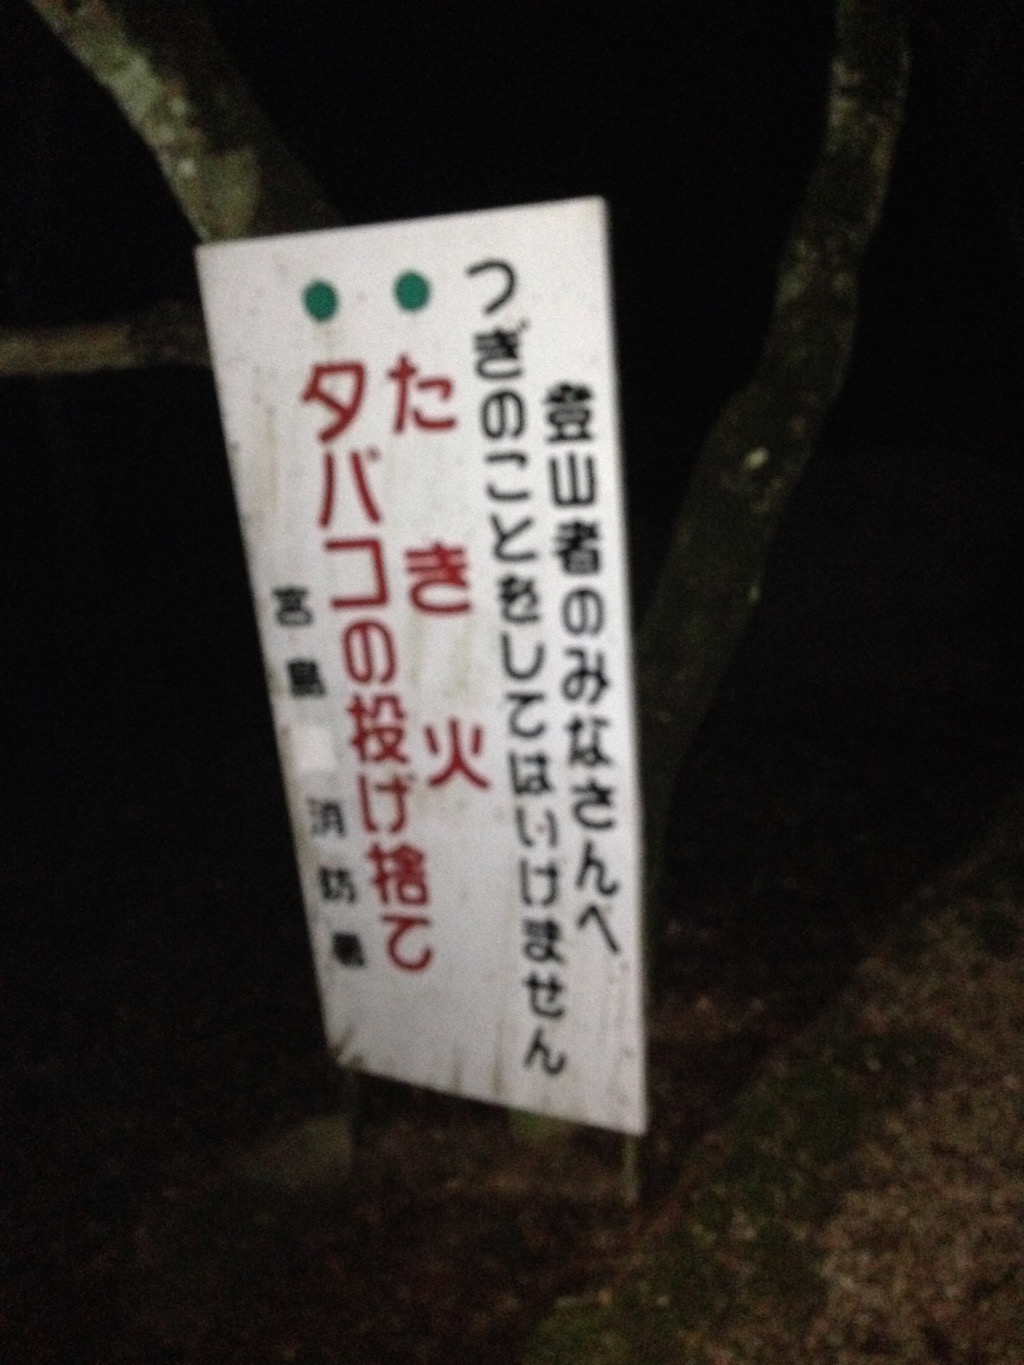 登山者のみなさんへ
つぎのことをしてはいけません
● たき火
● タバコの投げ捨て
宮島 消防署